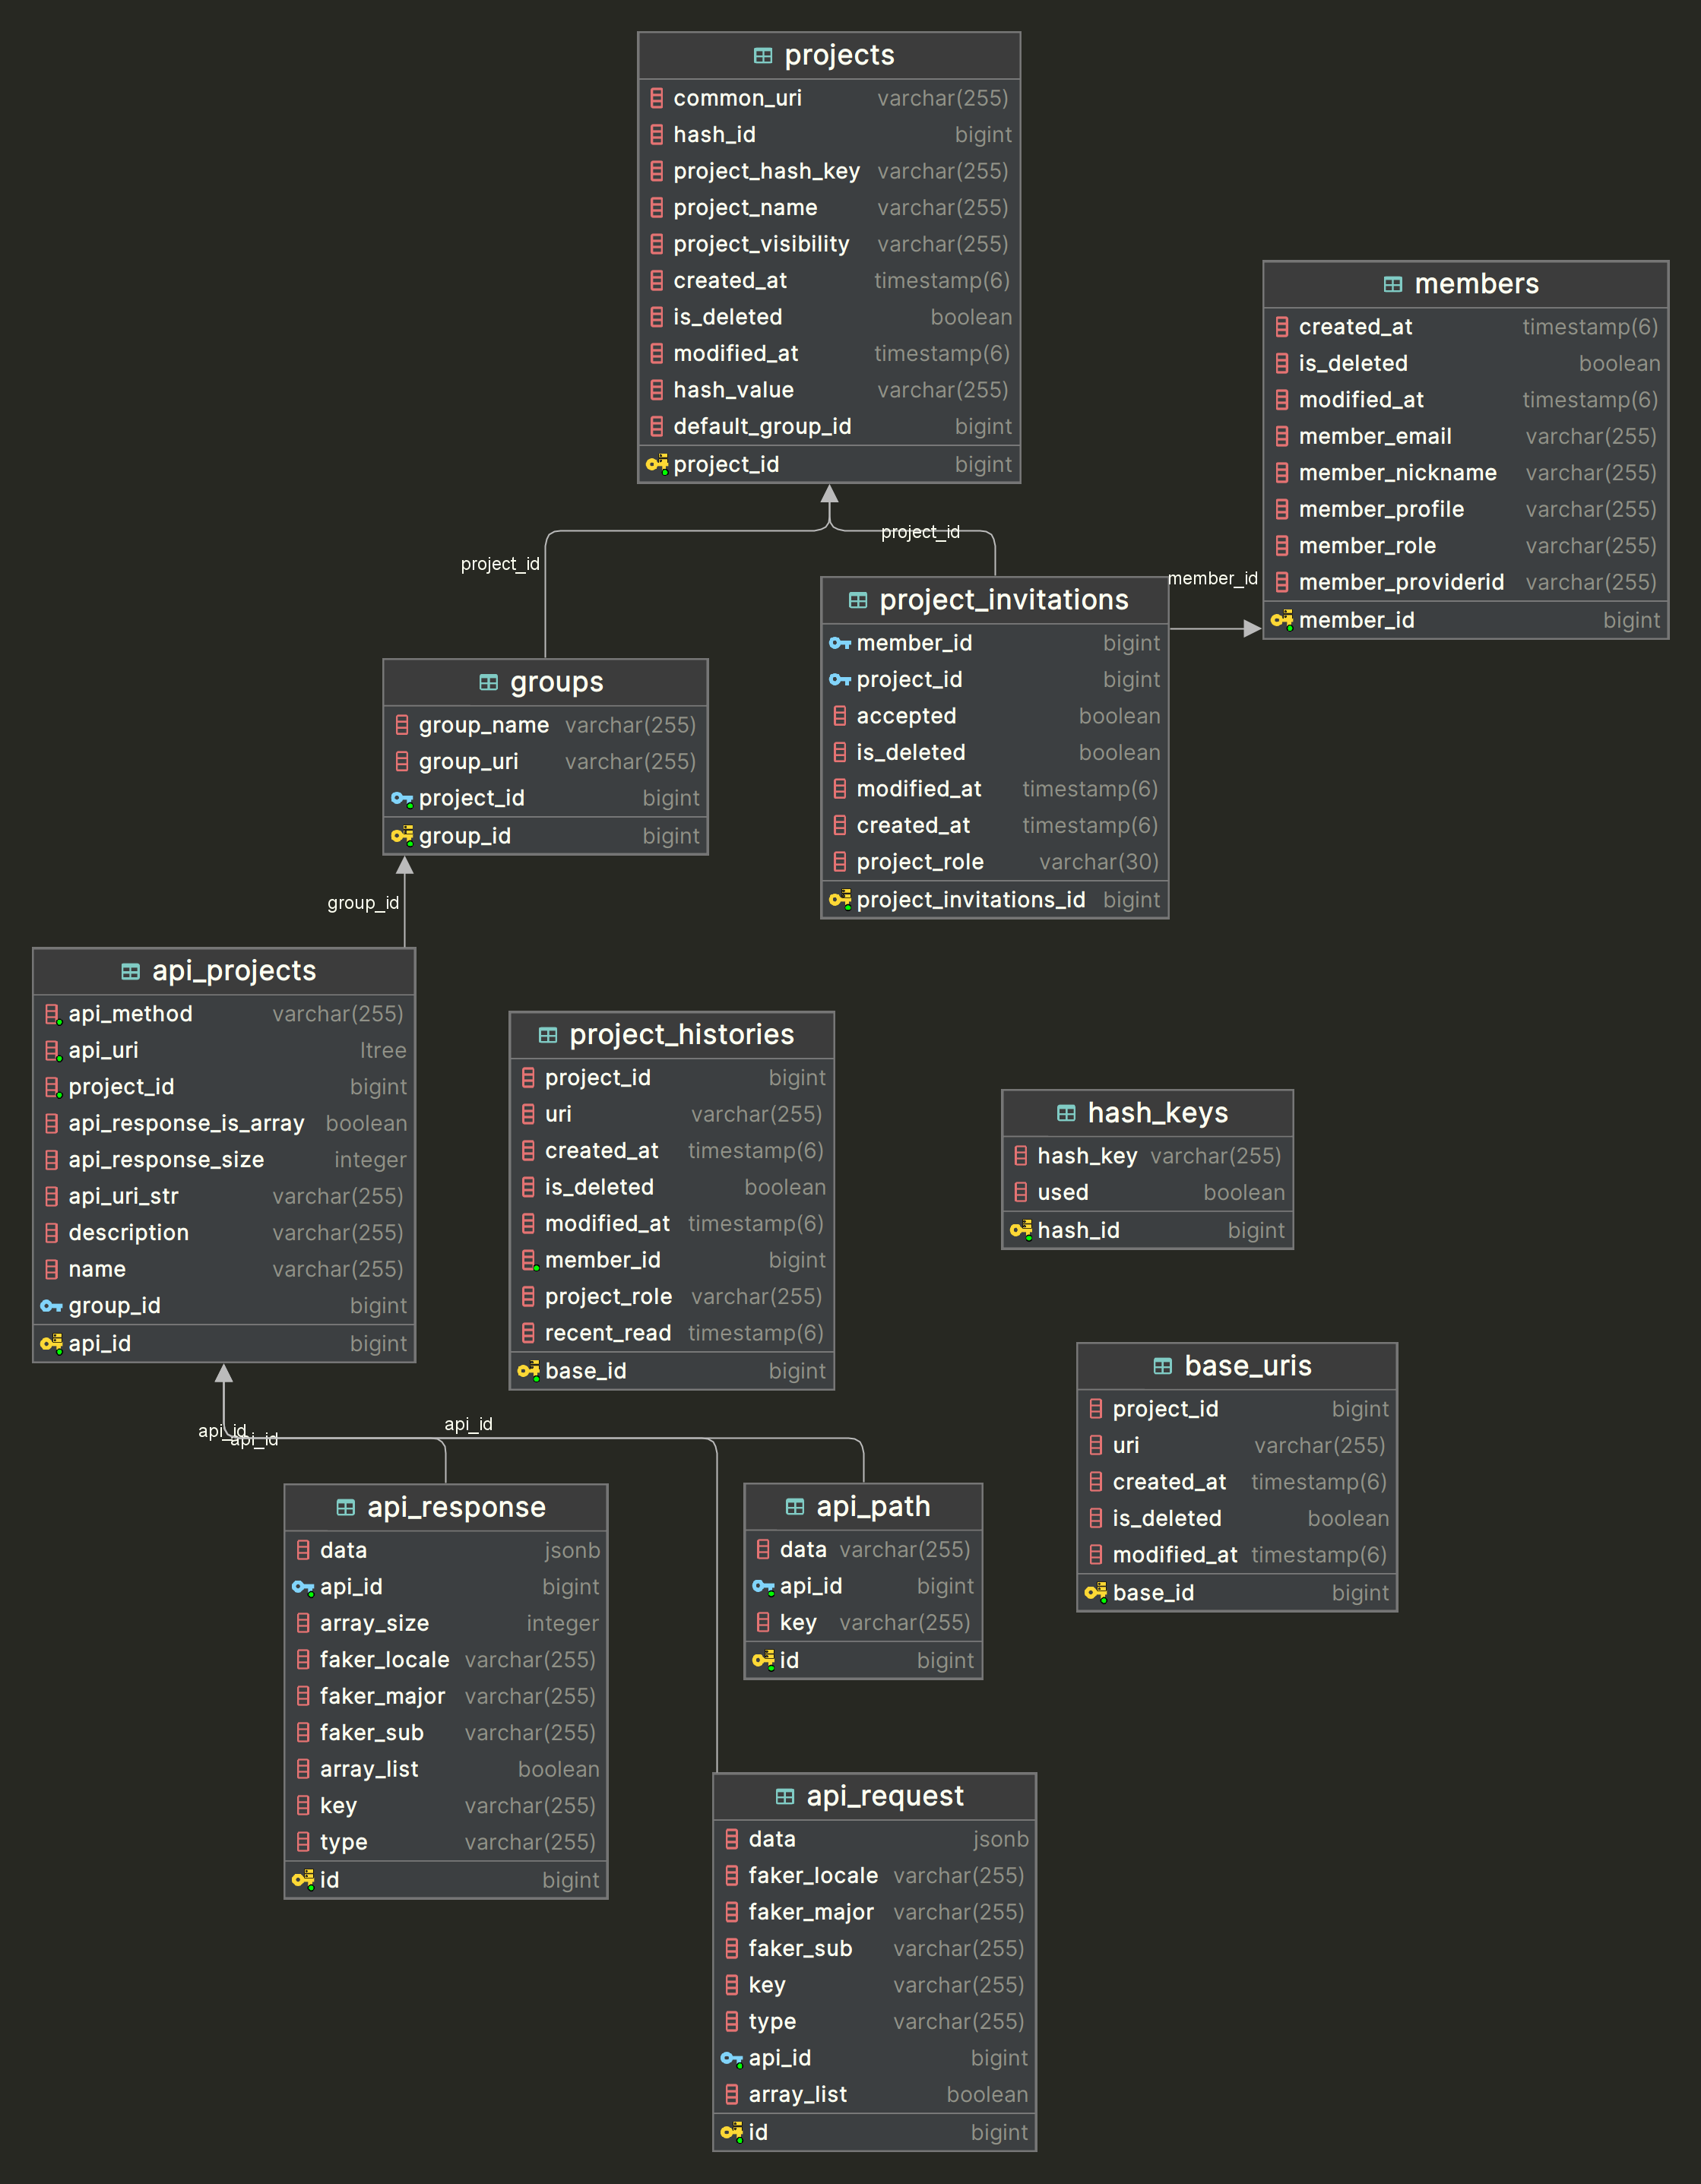 projects
common_uri varchar(255)
hash_id bigint
project_hash_key varchar(255)
project_name varchar(255)
project_visibility varchar(255)
created_at timestamp(6)
is_deleted boolean
modified_at timestamp(6)
hash_value varchar(255)
default_group_id bigint
project_id bigint
members
created_at timestamp(6)
is_deleted boolean
modified_at timestamp(6)
member_email varchar(255)
member_nickname varchar(255)
member_profile varchar(255)
member_role varchar(255)
member_providerid varchar(255)
member_id bigint
project_id
project_id
member_id
project_invitations
member_id bigint
project_id bigint
accepted boolean
is_deleted boolean
modified_at timestamp(6)
created_at timestamp(6)
project_role varchar(30)
project_invitations_id bigint
groups
group_name varchar(255)
group_uri varchar(255)
project_id bigint
group_id bigint
group_id
api_projects
api_method varchar(255)
api_uri ltree
project_id bigint
api_response_is_array boolean
api_response_size integer
api_uri_str varchar(255)
description varchar(255)
name varchar(255)
group_id bigint
api_id bigint
project_histories
project_id bigint
uri varchar(255)
created_at timestamp(6)
is_deleted boolean
modified_at timestamp(6)
member_id bigint
project_role varchar(255)
recent_read timestamp(6)
base_id bigint
hash_keys
hash_key varchar(255)
used boolean
hash_id bigint
base_uris
project_id bigint
uri varchar(255)
created_at timestamp(6)
is_deleted boolean
modified_at timestamp(6)
base_id bigint
api_id
api_id
api_id
api_response
data jsonb
api_id bigint
array_size integer
faker_locale varchar(255)
faker_major varchar(255)
faker_sub varchar(255)
array_list boolean
key varchar(255)
type varchar(255)
id bigint
api_path
data varchar(255)
api_id bigint
key varchar(255)
id bigint
api_request
data jsonb
faker_locale varchar(255)
faker_major varchar(255)
faker_sub varchar(255)
key varchar(255)
type varchar(255)
api_id bigint
array_list boolean
id bigint